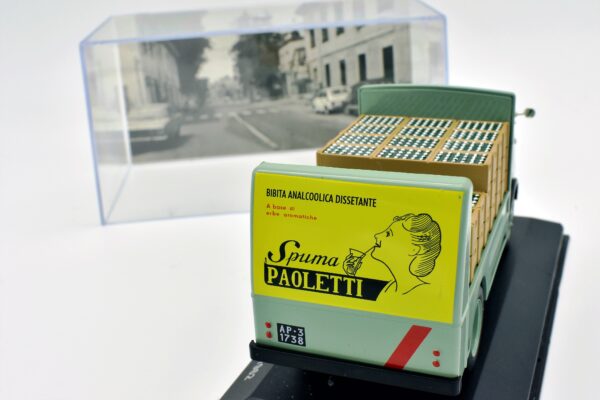 BIBITA ANALCOOLICA DISSETANTE
A base di
erbe aromatiche
Spuma
PAOLETTI
AP·3
1738